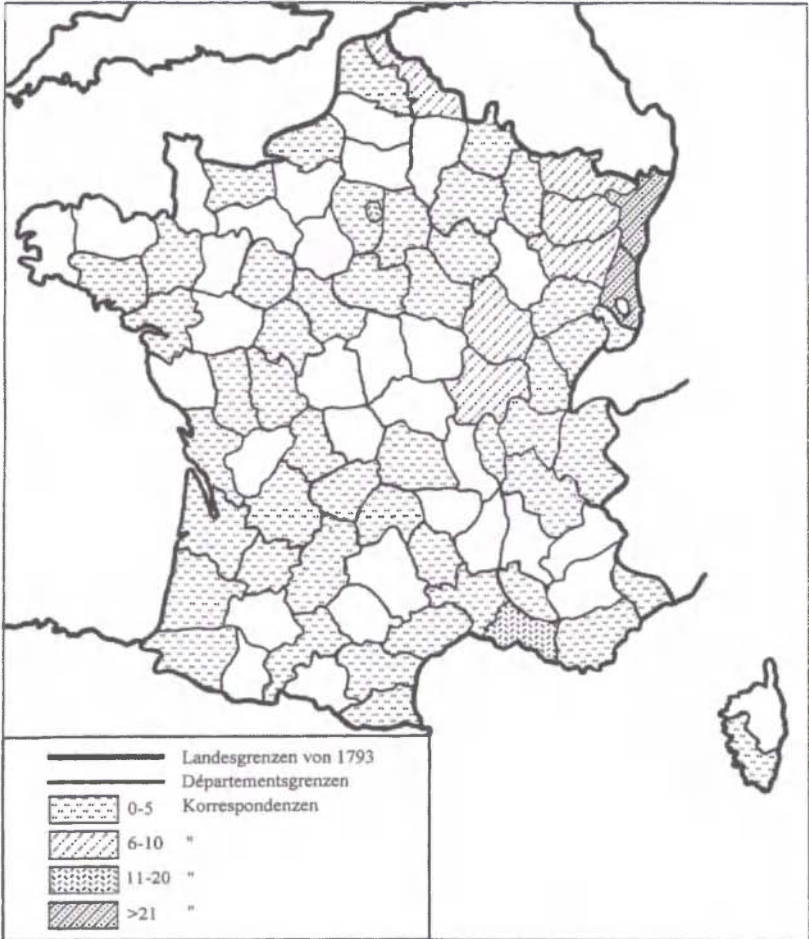 Landesgrenzen von 1793
Départementsgrenzen
0-5 Korrespondenzen
6-10 "
11-20 "
>21 "